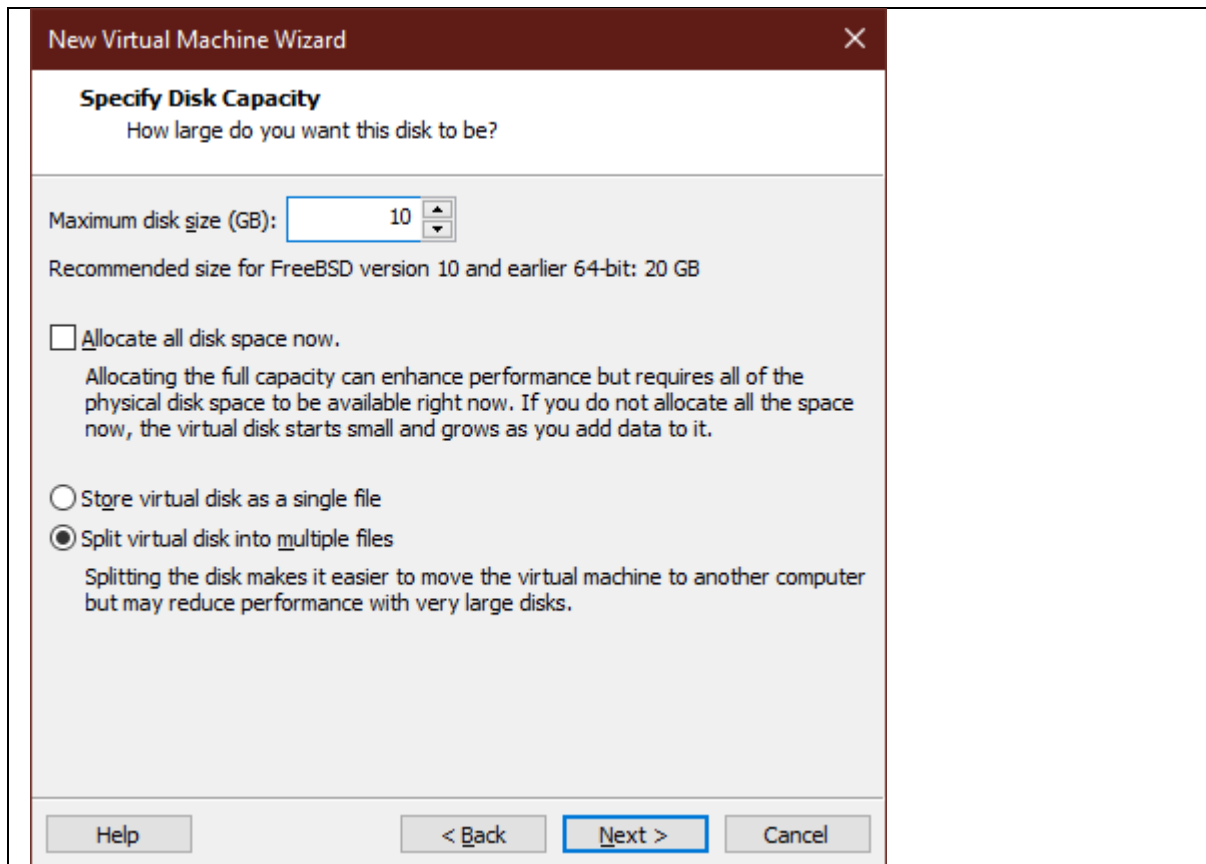 New Virtual Machine Wizard
Specify Disk Capacity
How large do you want this disk to be?
Maximum disk size (GB): 10
Recommended size for FreeBSD version 10 and earlier 64-bit: 20 GB
Allocate all disk space now.
Allocating the full capacity can enhance performance but requires all of the
physical disk space to be available right now. If you do not allocate all the space
now, the virtual disk starts small and grows as you add data to it.
Store virtual disk as a single file
Split virtual disk into multiple files
Splitting the disk makes it easier to move the virtual machine to another computer
but may reduce performance with very large disks.
Help < Back Next > Cancel